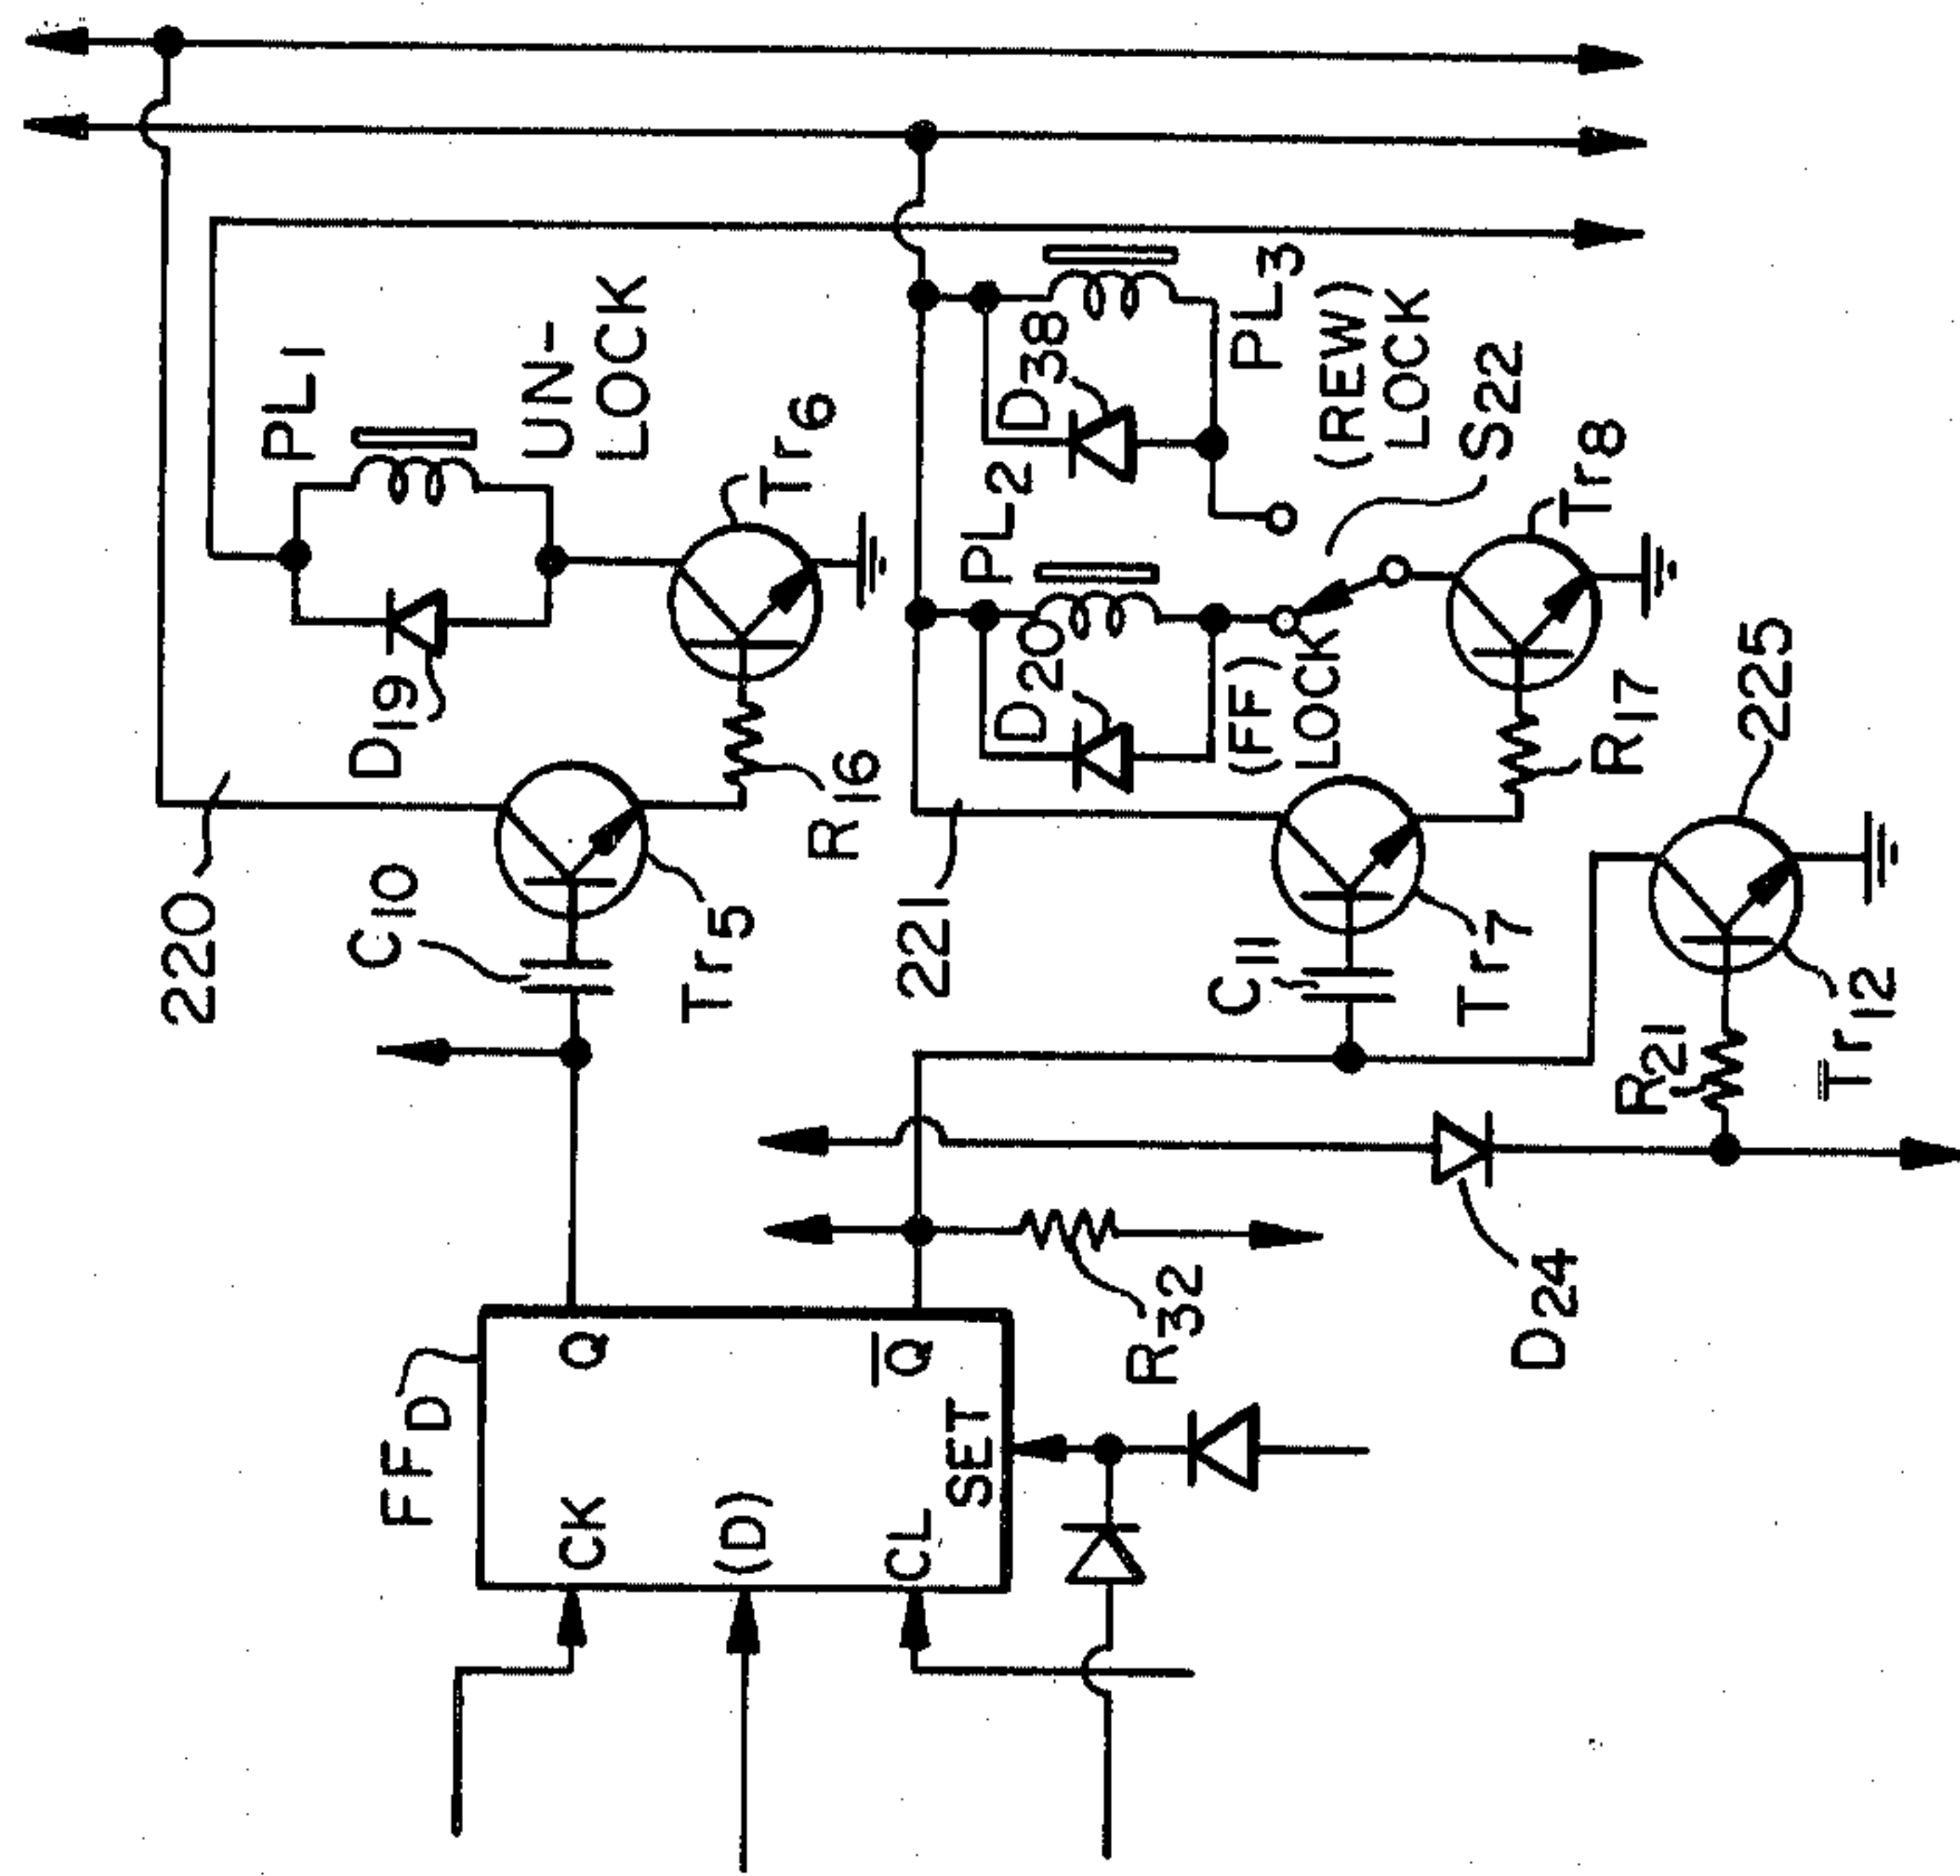 220
C10
Tr5
R16
D19
PL1
UN-
LOCK
Tr6
221
C11
Tr7
R17
D20
PL2
(FF)
LOCK
D38
PL3
(REW)
LOCK
S22
Tr8
225
Tr12
R21
D24
R32
FFD
CK
Q
(D)
CL
Q̅
SET